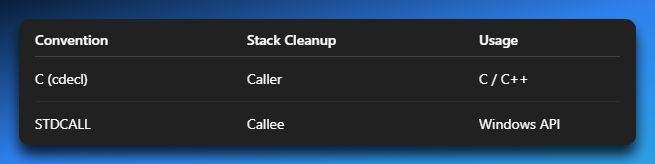 Convention Stack Cleanup Usage
C (cdecl) Caller C / C++
STDCALL Callee Windows API